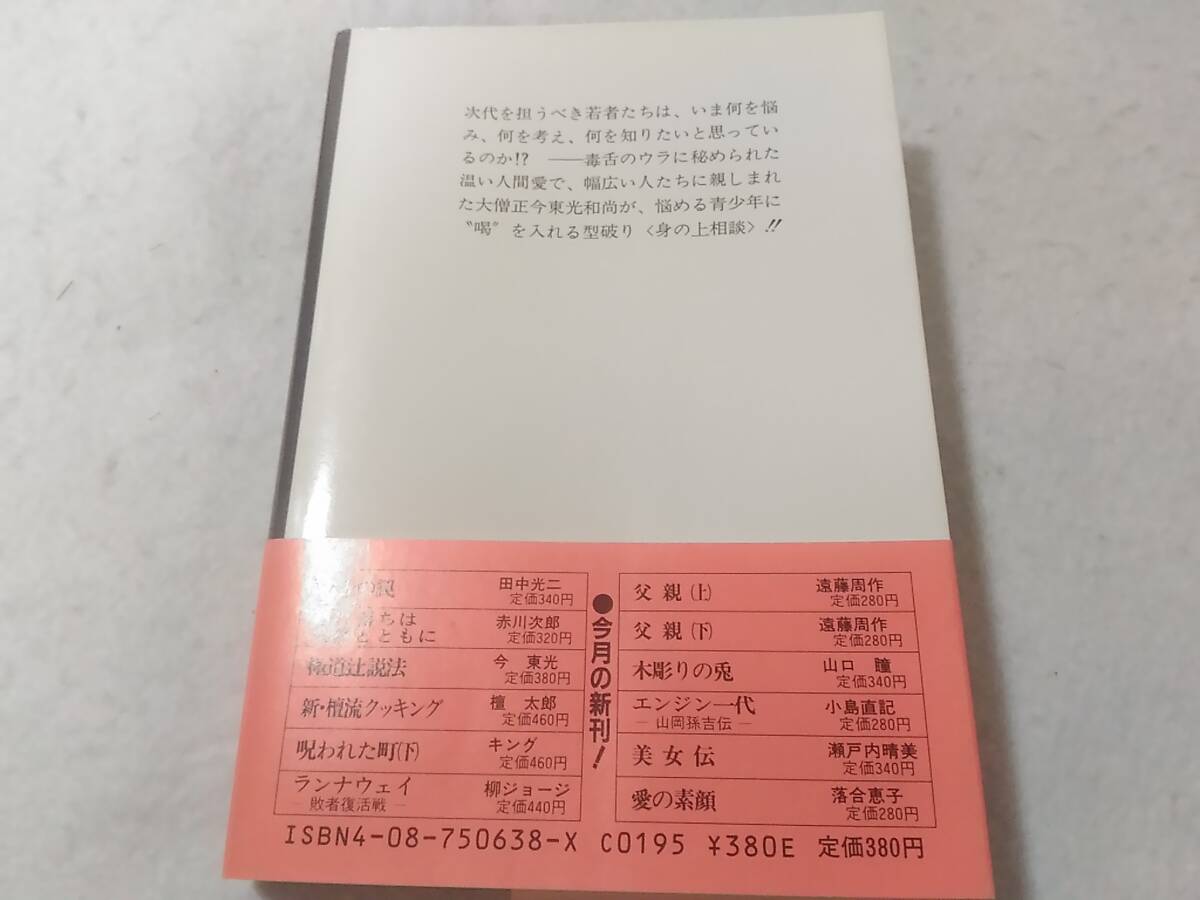 次代を担うべき若者たちは、いま何を悩
み、何を考え、何を知りたいと思ってい
るのか!? ――毒舌のウラに秘められた
温い人間愛で、幅広い人たちに親しまれ
た大僧正今東光和尚が、悩める青少年に
〝喝〟を入れる型破り〈身の上相談〉!!
の罠 田中光二
定価340円
ちは 赤川次郎
とともに 定価320円
極道辻説法 今 東光
定価380円
新・檀流クッキング 檀 太郎
定価460円
呪われた町(下) キング
定価460円
ランナウェイ 柳ジョージ
― 敗者復活戦 ― 定価440円
●今月の新刊!
父親(上) 遠藤周作
定価280円
父親(下) 遠藤周作
定価280円
木彫りの兎 山口 瞳
定価340円
エンジン一代 小島直記
― 山岡孫吉伝 ― 定価280円
美女伝 瀬戸内晴美
定価340円
愛の素顔 落合恵子
定価280円
ISBN4-08-750638-X C0195 ¥380E 定価380円